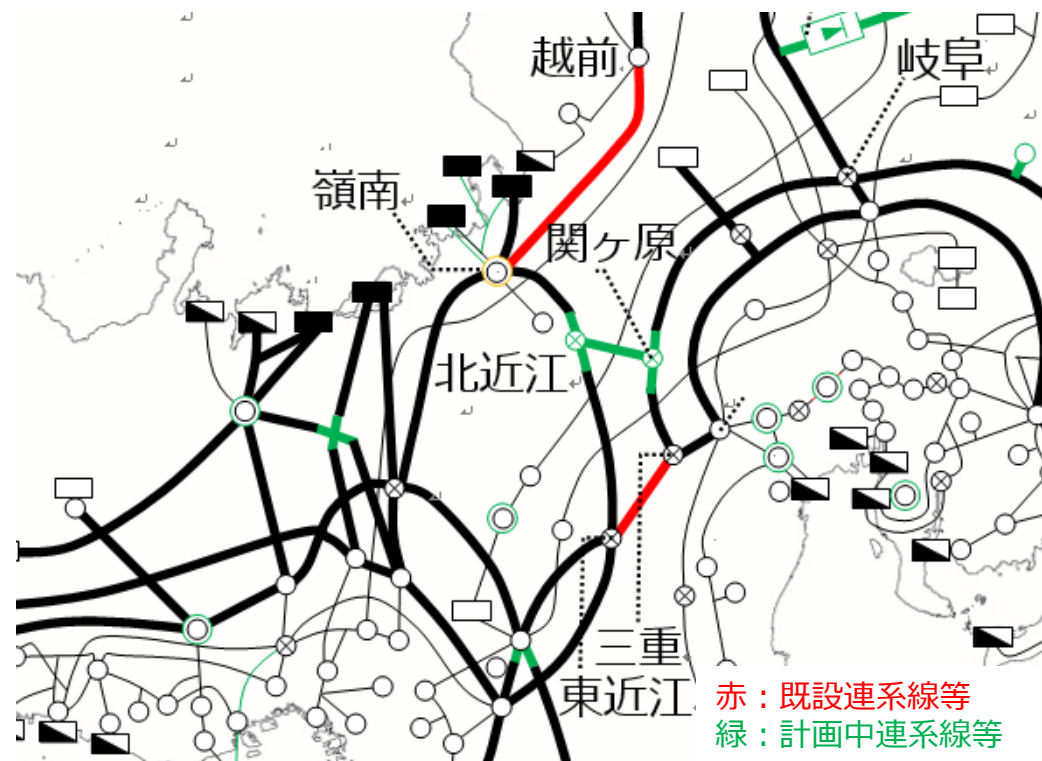 越前
岐阜
嶺南
関ヶ原
北近江
三重
東近江
赤：既設連系線等
緑：計画中連系線等